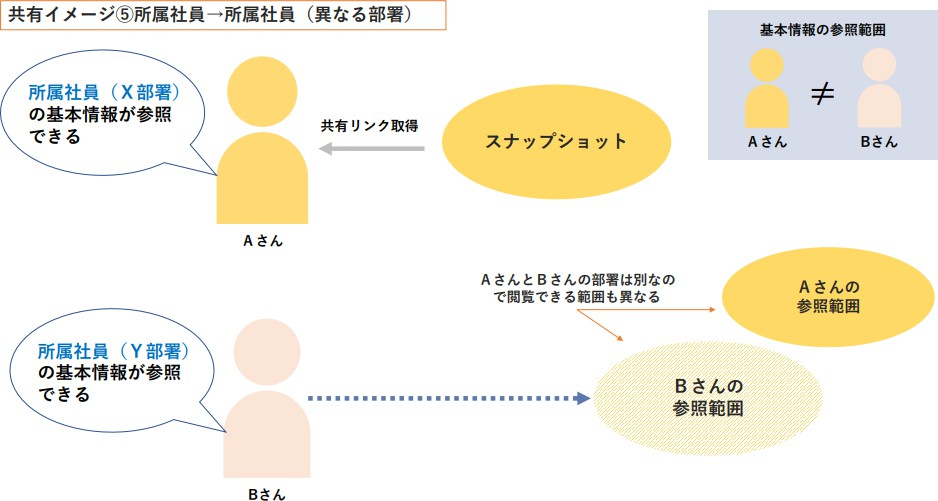 共有イメージ⑤所属社員→所属社員（異なる部署）
基本情報の参照範囲
≠
Aさん
Bさん
所属社員（Ｘ部署）
の基本情報が参照
できる
共有リンク取得
スナップショット
Aさん
ＡさんとＢさんの部署は別なの
で閲覧できる範囲も異なる
Ａさんの
参照範囲
所属社員（Ｙ部署）
の基本情報が参照
できる
Ｂさんの
参照範囲
Bさん